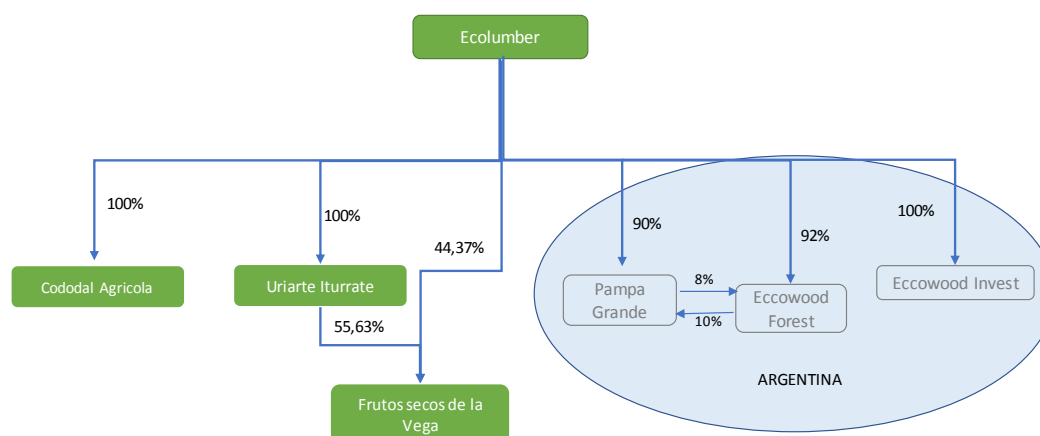 Ecolumber
100%
100%
44,37%
90%
92%
100%
Cododal Agricola
Uriarte Iturrate
Pampa
Grande
8%
10%
Eccowood
Forest
Eccowood Invest
55,63%
ARGENTINA
Frutos secos de la
Vega